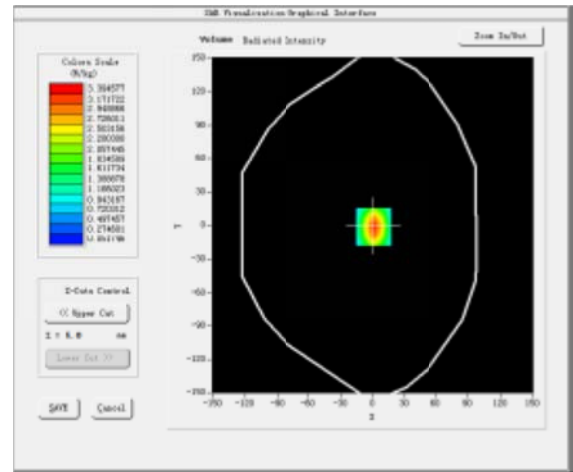 SAR Visualisation Graphical Interface
Volume Radiated Intensity
Zoom In/Out
Colors Scale
(W/kg)
3.394577
3.171722
2.948866
2.726011
2.503156
2.280300
2.057445
1.834589
1.611734
1.388878
1.166023
0.943167
0.720312
0.497457
0.274601
Z-Cuts Control
<< Upper Cut
Lower Cut >>
SAVE
Cancel
150
120
90
60
30
0
-30
-60
-90
-120
-150
Y
-150 -120 -90 -60 -30 0 30 60 90 120 150
X